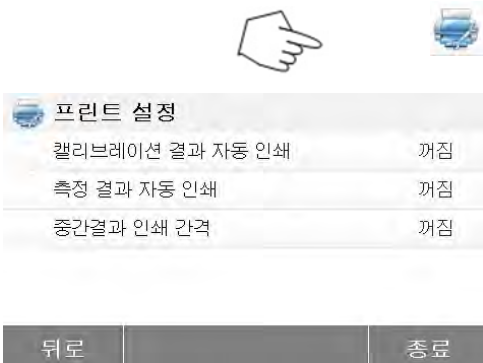 프린트 설정
캘리브레이션 결과 자동 인쇄 꺼짐
측정 결과 자동 인쇄 꺼짐
중간결과 인쇄 간격 꺼짐
뒤로 종료